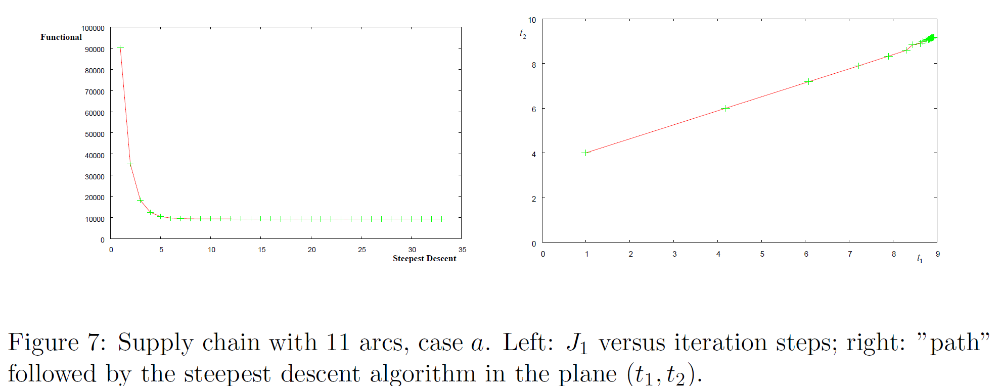 100000
Functional
90000
80000
70000
60000
50000
40000
30000
20000
10000
0
0 5 10 15 20 25 30 35
Steepest Descent
10
t2
8
6
4
2
0
0 1 2 3 4 5 6 7 8 9
t1
Figure 7: Supply chain with 11 arcs, case a. Left: J1 versus iteration steps; right: ”path”
followed by the steepest descent algorithm in the plane (t1, t2).